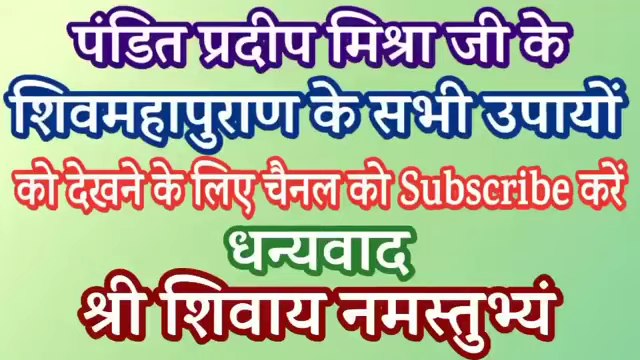 पंडित प्रदीप मिश्रा जी के
शिवमहापुराण के सभी उपायों
को देखने के लिए चैनल को Subscribe करें
धन्यवाद
श्री शिवाय नमस्तुभ्यं